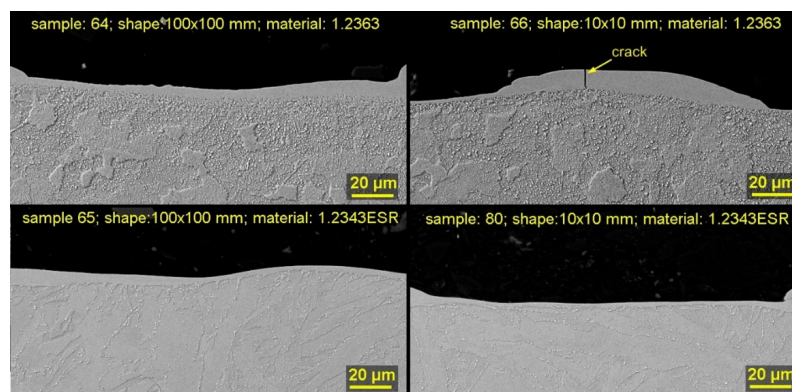 sample: 64; shape:100x100 mm; material: 1.2363
20 µm
sample: 66; shape:10x10 mm; material: 1.2363
crack
20 µm
sample 65; shape:100x100 mm; material: 1.2343ESR
20 µm
sample: 80; shape:10x10 mm; material: 1.2343ESR
20 µm